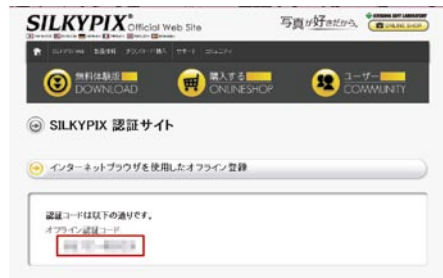 SILKYPIX® Official Web Site
写真が好きだから。
ONLINE SHOP
無料体験版
DOWNLOAD
購入する
ONLINESHOP
ユーザー
COMMUNITY
SILKYPIX 認証サイト
インターネットブラウザを使用したオフライン登録
認証コードは以下の通りです。
オフライン認証コード